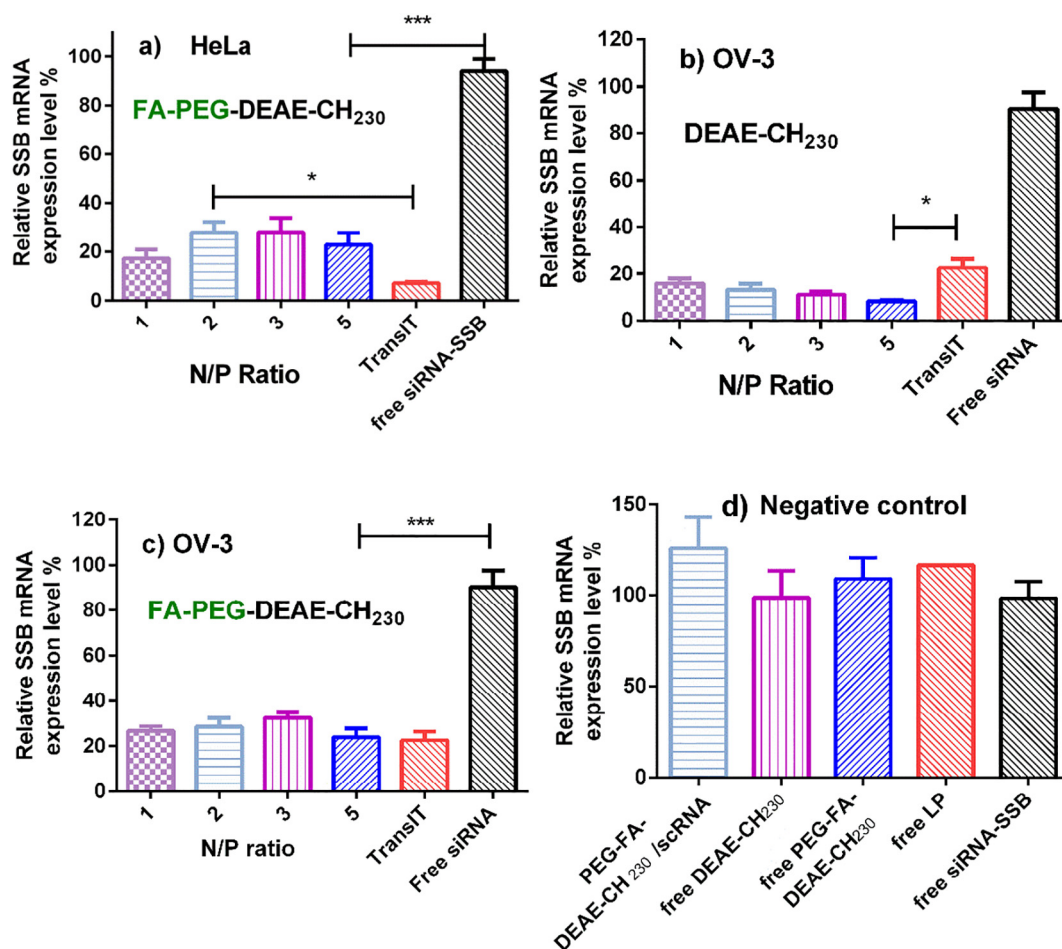 a) HeLa
***
100
80
60
40
20
0
Relative SSB mRNA
expression level %
FA-PEG-DEAE-CH₂₃₀
*
1
2
3
5
TransIT
free siRNA-SSB
N/P Ratio
b) OV-3
120
100
80
60
40
20
0
Relative SSB mRNA
expression level %
DEAE-CH₂₃₀
*
1
2
3
5
TransIT
Free siRNA
N/P Ratio
c) OV-3
***
120
100
80
60
40
20
0
Relative SSB mRNA
expression level %
FA-PEG-DEAE-CH₂₃₀
1
2
3
5
TransIT
Free siRNA
N/P ratio
d) Negative control
150
100
50
0
Relative SSB mRNA
expression level %
PEG-FA-
DEAE-CH ₂₃₀ /scRNA
free DEAE-CH₂₃₀
free PEG-FA-
DEAE-CH₂₃₀
free LP
free siRNA-SSB